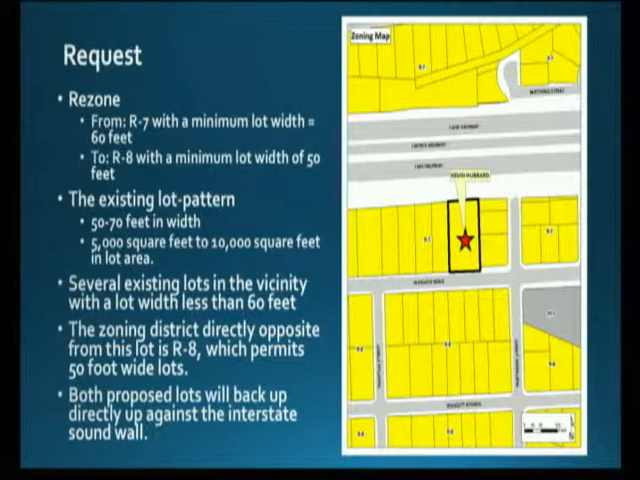 Request
• Rezone
• From: R-7 with a minimum lot width =
60 feet
• To: R-8 with a minimum lot width of 50
feet
• The existing lot-pattern
• 50-70 feet in width
• 5,000 square feet to 10,000 square feet
in lot area.
• Several existing lots in the vicinity
with a lot width less than 60 feet
• The zoning district directly opposite
from this lot is R-8, which permits
50 foot wide lots.
• Both proposed lots will back up
directly up against the interstate
sound wall.
Zoning Map
KEVIN HUBBARD